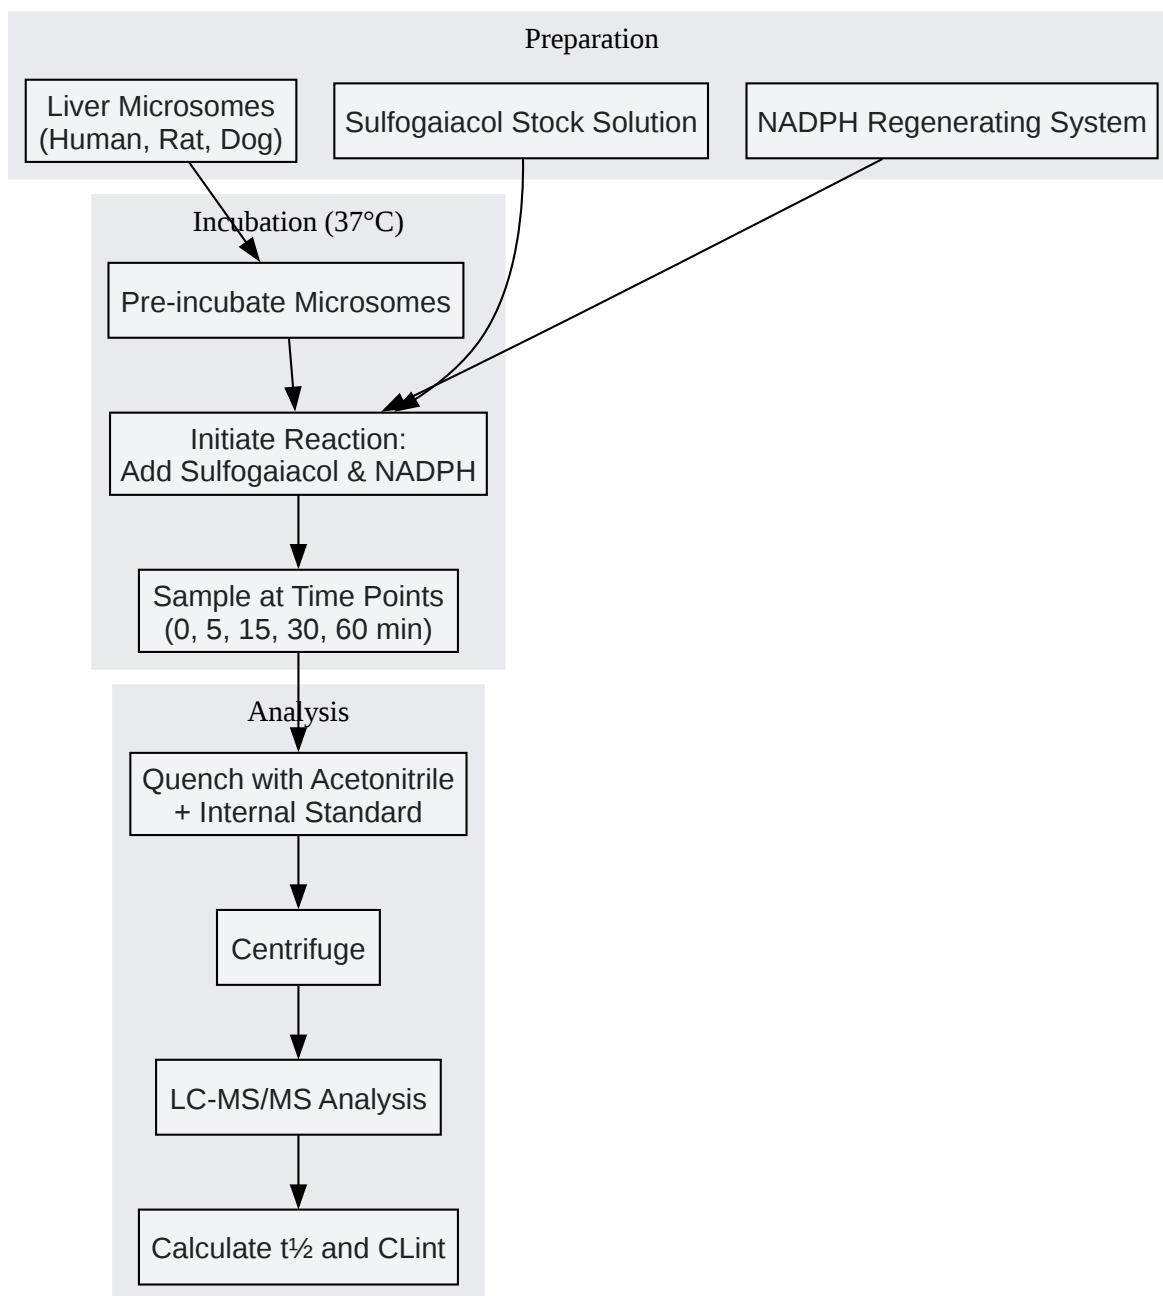 Preparation
Liver Microsomes
(Human, Rat, Dog)
Sulfogaiacol Stock Solution
NADPH Regenerating System
Incubation (37°C)
Pre-incubate Microsomes
Initiate Reaction:
Add Sulfogaiacol & NADPH
Sample at Time Points
(0, 5, 15, 30, 60 min)
Analysis
Quench with Acetonitrile
+ Internal Standard
Centrifuge
LC-MS/MS Analysis
Calculate t½ and CLint